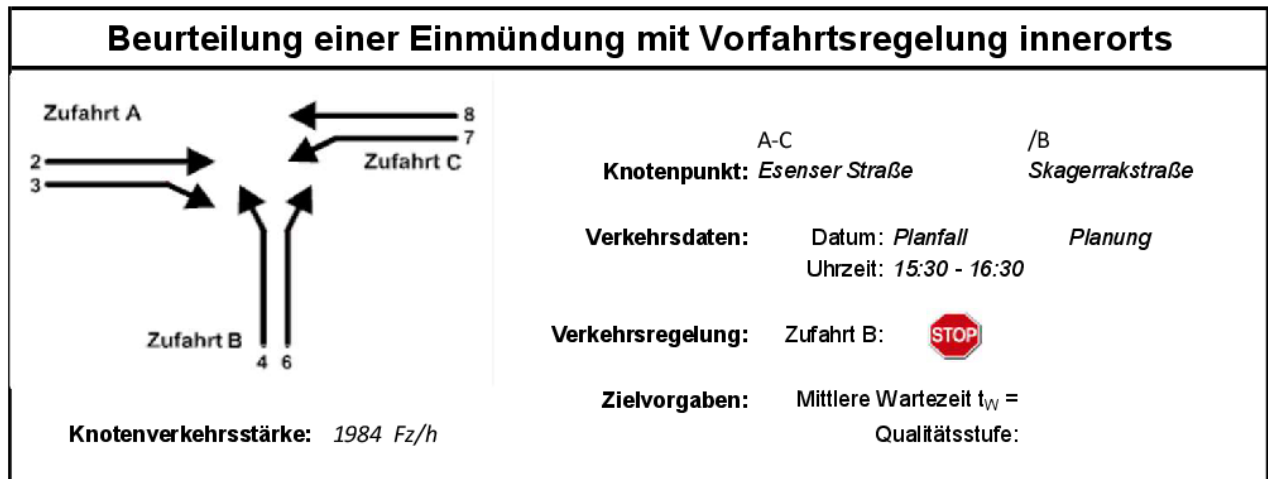 Beurteilung einer Einmündung mit Vorfahrtsregelung innerorts
Zufahrt A
8
7
Zufahrt C
2
3
Zufahrt B
4 6
Knotenverkehrsstärke: 1984 Fz/h
A-C /B
Knotenpunkt: Esenser Straße Skagerrakstraße
Verkehrsdaten: Datum: Planfall Planung
Uhrzeit: 15:30 - 16:30
Verkehrsregelung: Zufahrt B: STOP
Zielvorgaben: Mittlere Wartezeit tW =
Qualitätsstufe: